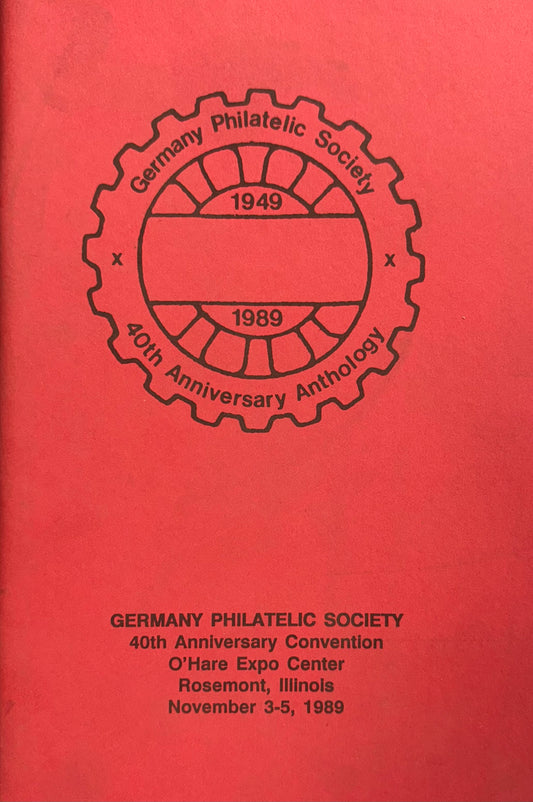 Germany Philatelic Society
1949
x x
1989
40th Anniversary Anthology
GERMANY PHILATELIC SOCIETY
40th Anniversary Convention
O'Hare Expo Center
Rosemont, Illinois
November 3-5, 1989